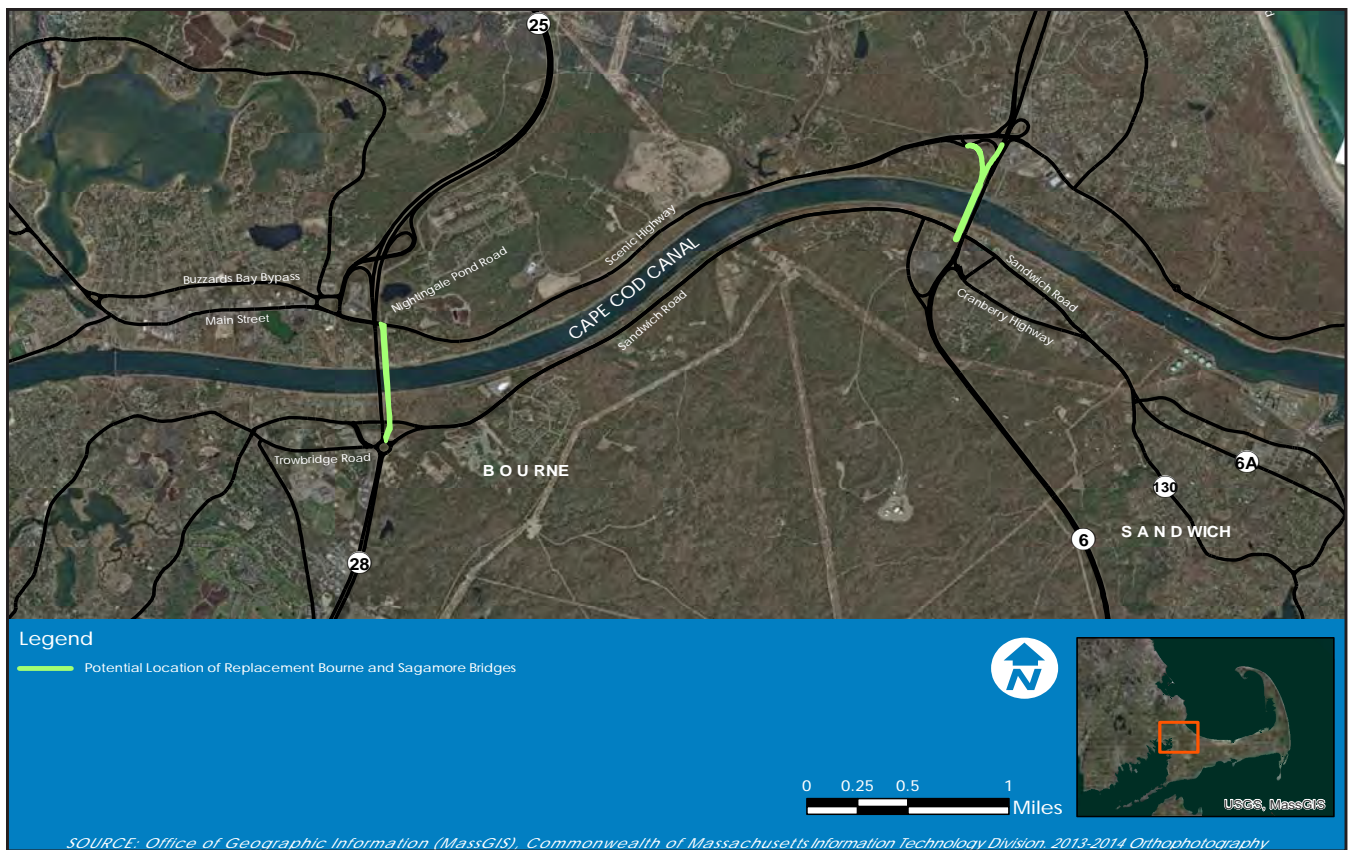 25
d
Buzzards Bay Bypass
Main Street
Nightingale Pond Road
Scenic Highway
CAPE COD CANAL
Sandwich Road
Sandwich Road
Cranberry Highway
Trowbridge Road
BOURNE
28
6A
130
6
SANDWICH
Legend
Potential Location of Replacement Bourne and Sagamore Bridges
N
0 0.25 0.5 1
Miles
USGS, MassGIS
SOURCE: Office of Geographic Information (MassGIS), Commonwealth of Massachusetts Information Technology Division. 2013-2014 Orthophotography